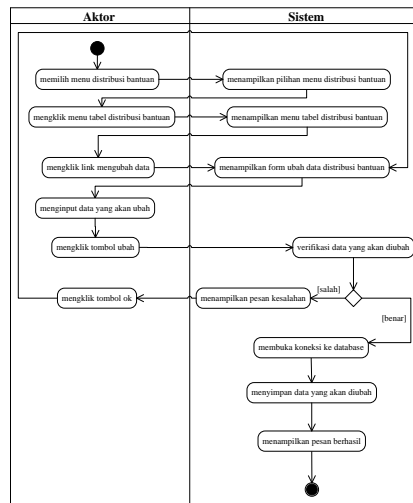 Aktor
Sistem
memilih menu distribusi bantuan
menampilkan pilihan menu distribusi bantuan
mengklik menu tabel distribusi bantuan
menampilkan menu tabel distribusi bantuan
mengklik link mengubah data
menampilkan form ubah data distribusi bantuan
menginput data yang akan ubah
mengklik tombol ubah
verifikasi data yang akan diubah
[salah]
mengklik tombol ok
menampilkan pesan kesalahan
[benar]
membuka koneksi ke database
menyimpan data yang akan diubah
menampilkan pesan berhasil